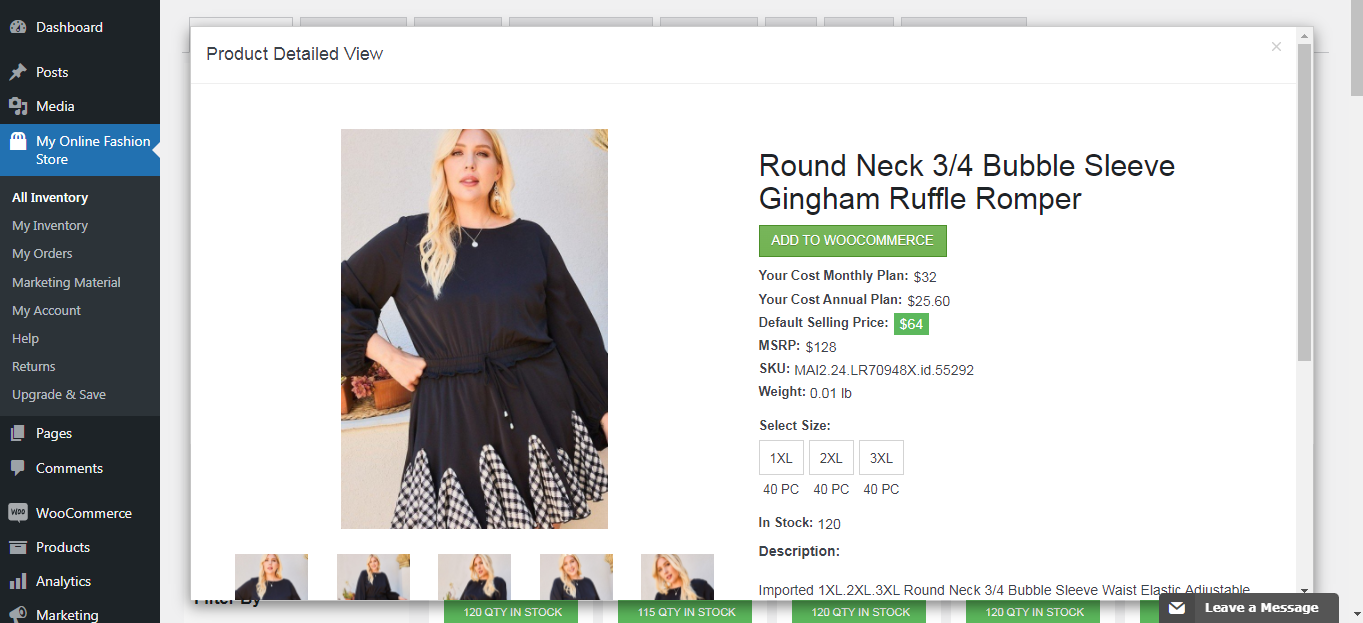 Dashboard
Posts
Media
My Online Fashion
Store
All Inventory
My Inventory
My Orders
Marketing Material
My Account
Help
Returns
Upgrade & Save
Pages
Comments
WooCommerce
Products
Analytics
Marketing
Product Detailed View
×
Round Neck 3/4 Bubble Sleeve
Gingham Ruffle Romper
ADD TO WOOCOMMERCE
Your Cost Monthly Plan: $32
Your Cost Annual Plan: $25.60
Default Selling Price: $64
MSRP: $128
SKU: MAI2.24.LR70948X.id.55292
Weight: 0.01 lb
Select Size:
1XL 2XL 3XL
40 PC 40 PC 40 PC
In Stock: 120
Description:
Imported 1XL.2XL.3XL Round Neck 3/4 Bubble Sleeve Waist Elastic Adjustable
Filter By
120 QTY IN STOCK 115 QTY IN STOCK 120 QTY IN STOCK 120 QTY IN STOCK
Leave a Message